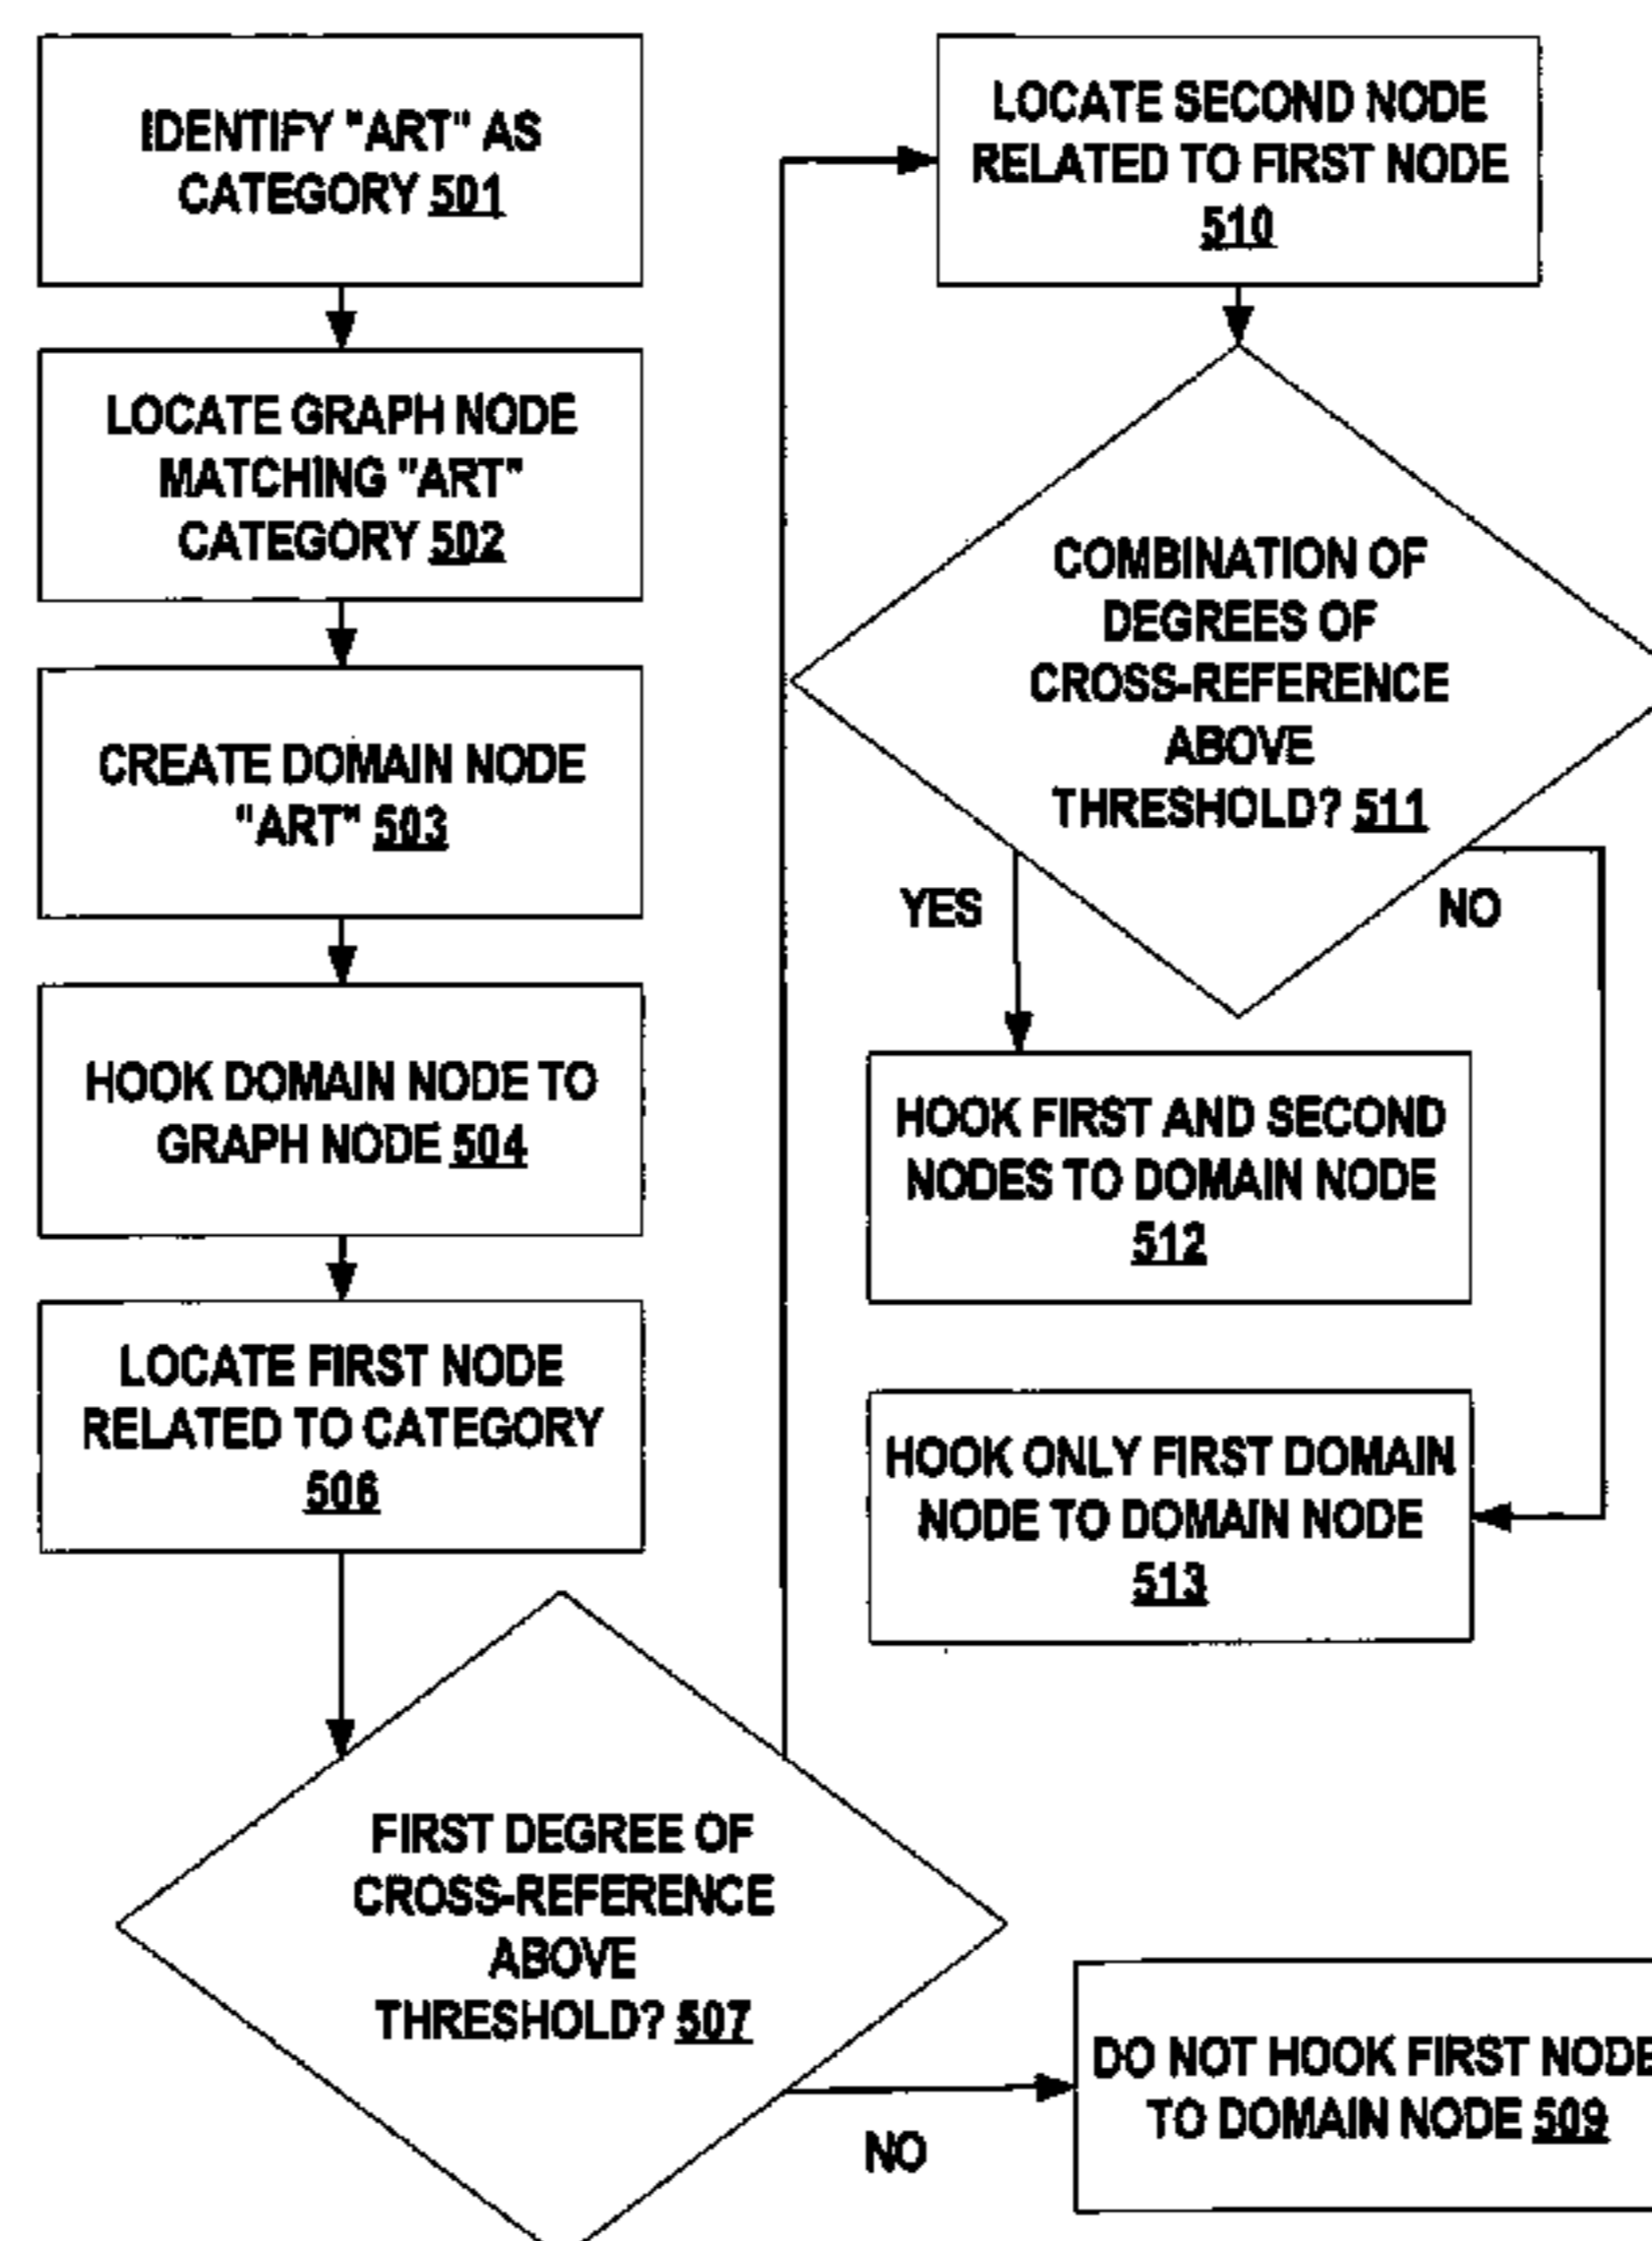 IDENTIFY "ART" AS
CATEGORY 501
LOCATE GRAPH NODE
MATCHING "ART"
CATEGORY 502
CREATE DOMAIN NODE
"ART" 503
HOOK DOMAIN NODE TO
GRAPH NODE 504
LOCATE FIRST NODE
RELATED TO CATEGORY
506
FIRST DEGREE OF
CROSS-REFERENCE
ABOVE
THRESHOLD? 507
NO
DO NOT HOOK FIRST NODE
TO DOMAIN NODE 509
LOCATE SECOND NODE
RELATED TO FIRST NODE
510
COMBINATION OF
DEGREES OF
CROSS-REFERENCE
ABOVE
THRESHOLD? 511
YES
NO
HOOK FIRST AND SECOND
NODES TO DOMAIN NODE
512
HOOK ONLY FIRST DOMAIN
NODE TO DOMAIN NODE
513